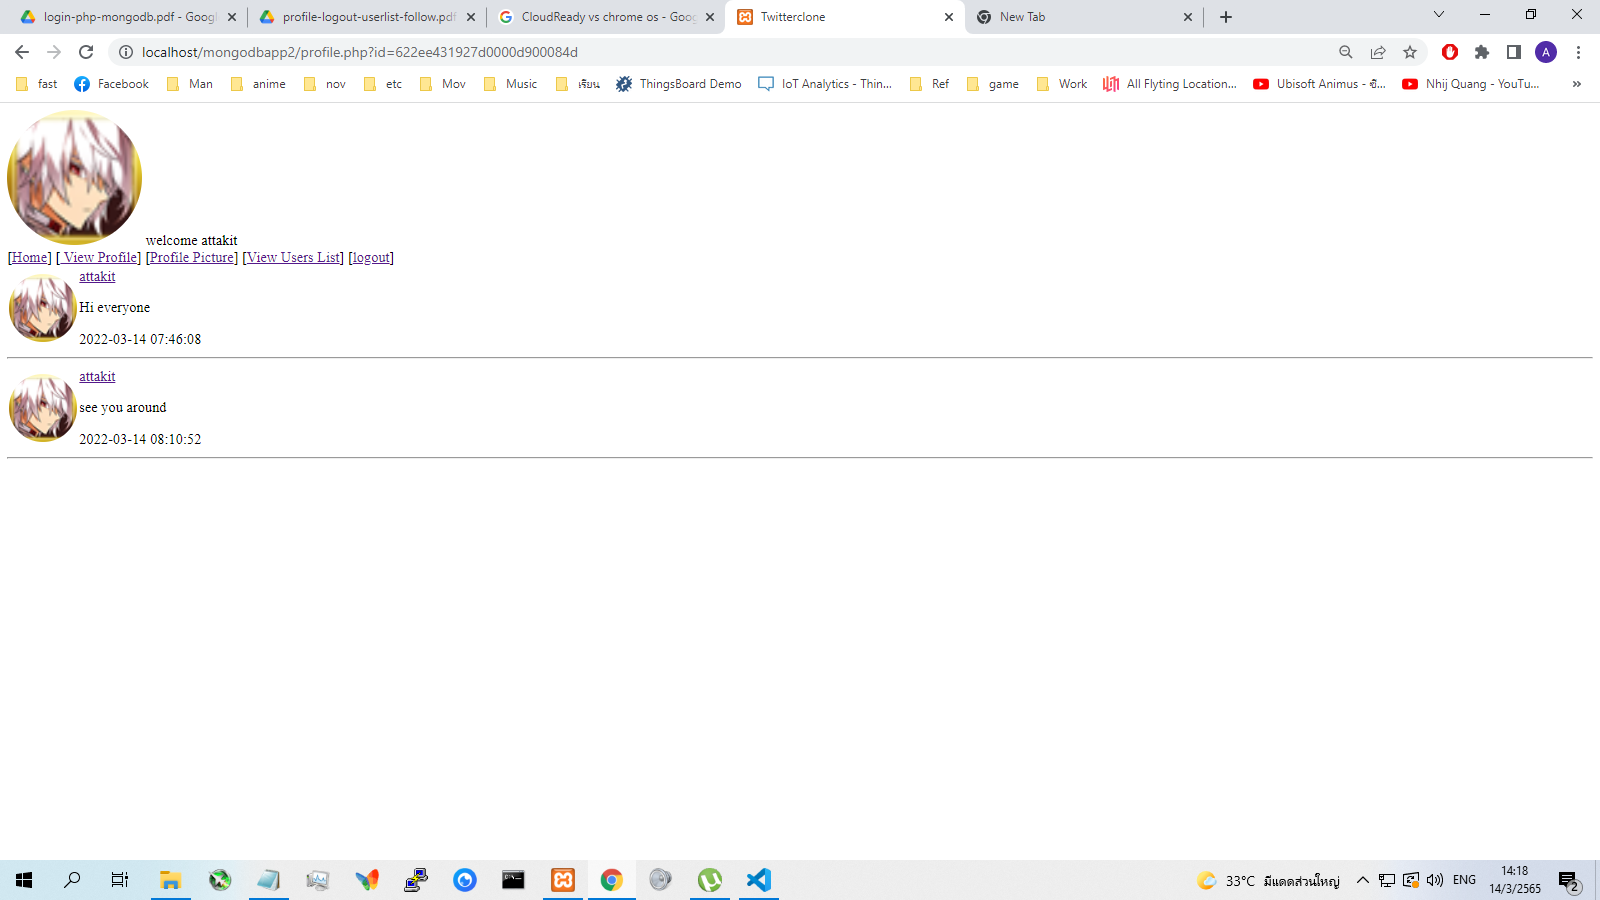 login-php-mongodb.pdf - Googl
profile-logout-userlist-follow.pdf
CloudReady vs chrome os - Goog
Twitterclone
New Tab
localhost/mongodbapp2/profile.php?id=622ee431927d0000d900084d
A
fast
Facebook
Man
anime
nov
etc
Mov
Music
เรียน
ThingsBoard Demo
IoT Analytics - Thin...
Ref
game
Work
All Flyting Location...
Ubisoft Animus - ซี...
Nhij Quang - YouTu...
»
welcome attakit
[Home] [ View Profile] [Profile Picture] [View Users List] [logout]
attakit
Hi everyone
2022-03-14 07:46:08
attakit
see you around
2022-03-14 08:10:52
33°C มีแดดส่วนใหญ่
ENG
14:18
14/3/2565
2